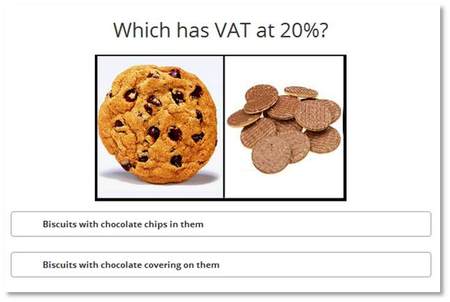 Which has VAT at 20%?
Biscuits with chocolate chips in them
Biscuits with chocolate covering on them